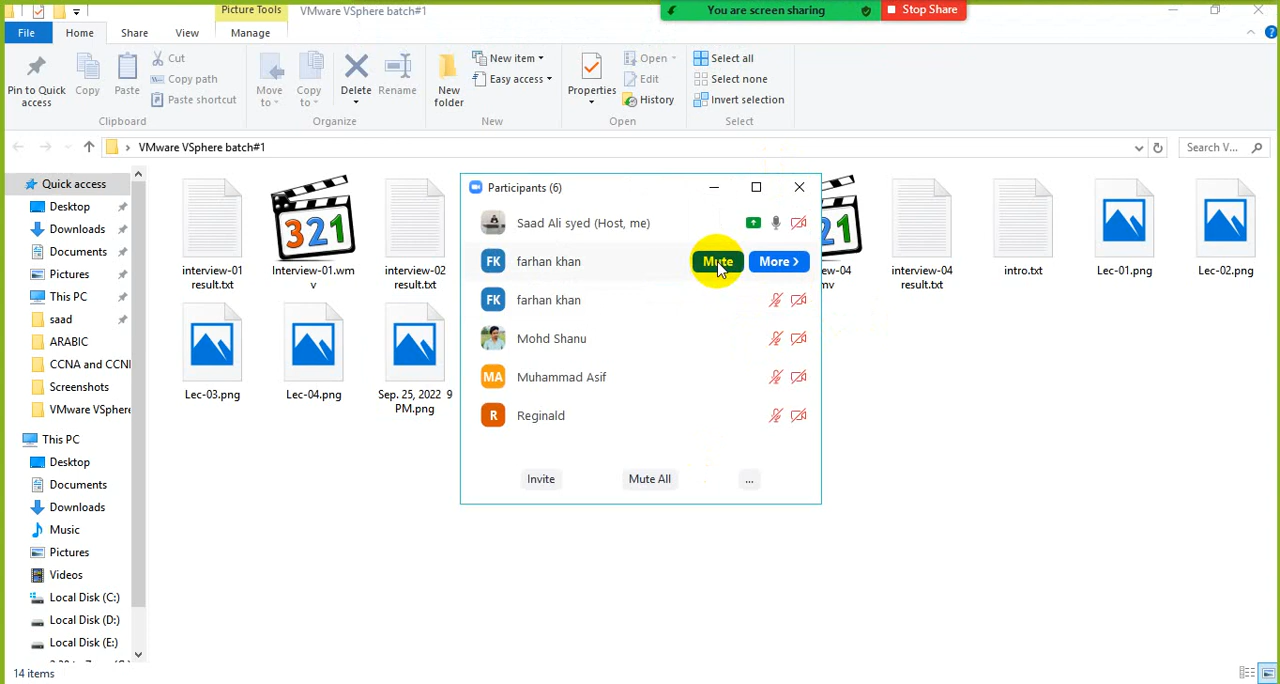 Picture Tools
VMware VSphere batch#1
You are screen sharing
Stop Share
File
Home
Share
View
Manage
Pin to Quick
access
Copy
Paste
Cut
Copy path
Paste shortcut
Clipboard
Move
to
Copy
to
Delete
Rename
Organize
New
folder
New item
Easy access
New
Properties
Open
Edit
History
Open
Select all
Select none
Invert selection
Select
VMware VSphere batch#1
Search V...
Quick access
Desktop
Downloads
Documents
Pictures
This PC
saad
ARABIC
CCNA and CCN
Screenshots
VMware VSphere
This PC
Desktop
Documents
Downloads
Music
Pictures
Videos
Local Disk (C:)
Local Disk (D:)
Local Disk (E:)
interview-01
result.txt
321
Interview-01.wm
v
interview-02
result.txt
interview-04
result.txt
intro.txt
Lec-01.png
Lec-02.png
Lec-03.png
Lec-04.png
Sep. 25, 2022 9
PM.png
Participants (6)
Saad Ali syed (Host, me)
FK farhan khan
Mute
More >
FK farhan khan
Mohd Shanu
MA Muhammad Asif
R Reginald
Invite
Mute All
...
14 items